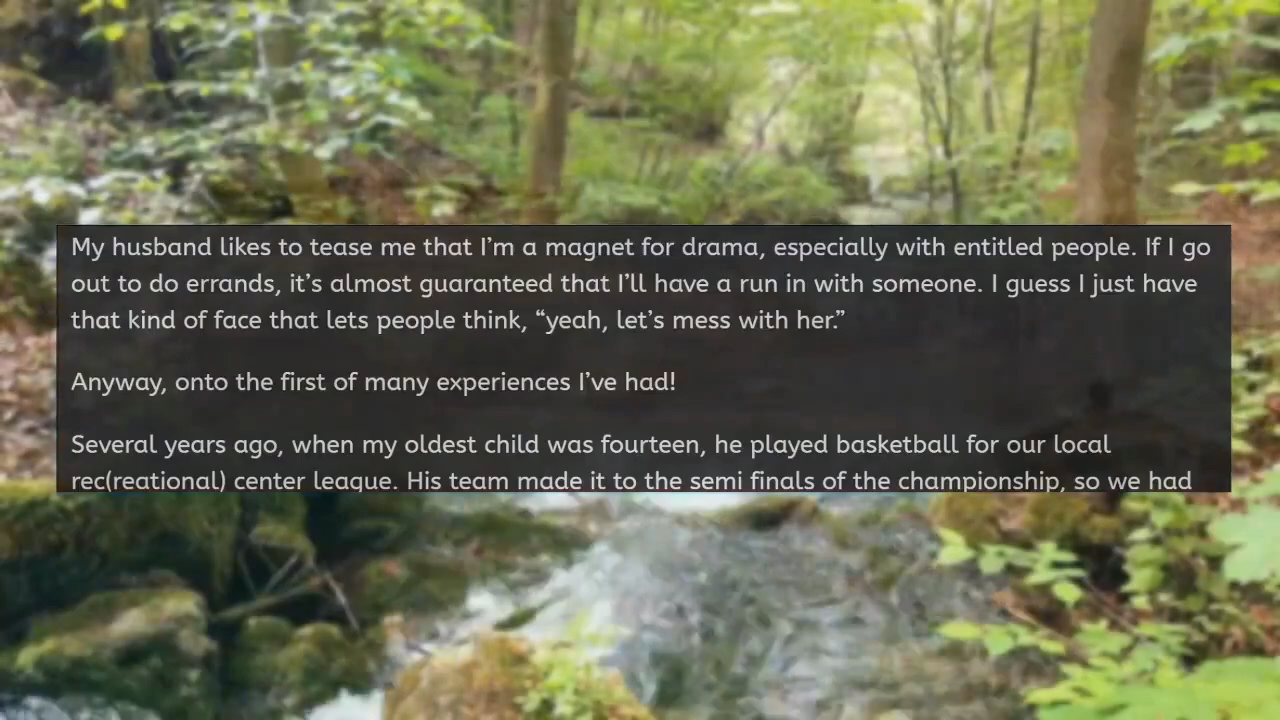 My husband likes to tease me that I’m a magnet for drama, especially with entitled people. If I go
out to do errands, it’s almost guaranteed that I’ll have a run in with someone. I guess I just have
that kind of face that lets people think, “yeah, let’s mess with her.”
Anyway, onto the first of many experiences I’ve had!
Several years ago, when my oldest child was fourteen, he played basketball for our local
rec(reational) center league. His team made it to the semi finals of the championship, so we had